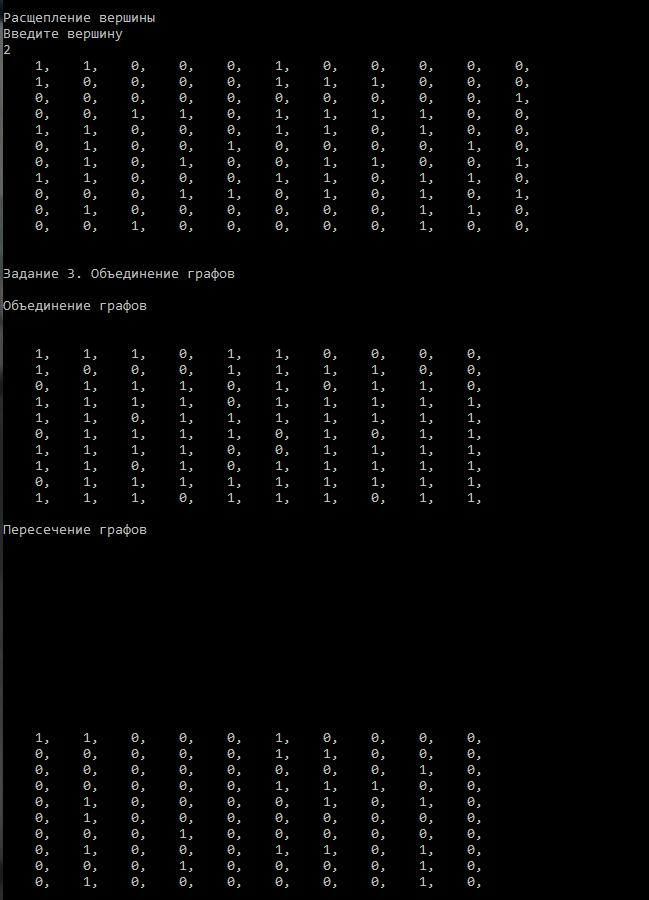 Расщепление вершины
Введите вершину
2
1, 1, 0, 0, 0, 1, 0, 0, 0, 0, 0,
1, 0, 0, 0, 0, 1, 1, 1, 0, 0, 0,
0, 0, 0, 0, 0, 0, 0, 0, 0, 0, 1,
0, 0, 1, 1, 0, 1, 1, 1, 1, 0, 0,
1, 1, 0, 0, 0, 1, 1, 0, 1, 0, 0,
0, 1, 0, 0, 1, 0, 0, 0, 0, 1, 0,
0, 1, 0, 1, 0, 0, 1, 1, 0, 0, 1,
1, 1, 0, 0, 0, 1, 1, 0, 1, 1, 0,
0, 0, 0, 1, 1, 0, 1, 0, 1, 0, 1,
0, 1, 0, 0, 0, 0, 0, 0, 1, 1, 0,
0, 0, 1, 0, 0, 0, 0, 0, 1, 0, 0,
Задание 3. Объединение графов
Объединение графов
1, 1, 1, 0, 1, 1, 0, 0, 0, 0,
1, 0, 0, 0, 1, 1, 1, 1, 0, 0,
0, 1, 1, 1, 0, 1, 0, 1, 1, 0,
1, 1, 1, 1, 0, 1, 1, 1, 1, 1,
1, 1, 0, 1, 1, 1, 1, 1, 1, 1,
0, 1, 1, 1, 1, 0, 1, 0, 1, 1,
1, 1, 1, 1, 0, 0, 1, 1, 1, 1,
1, 1, 0, 1, 0, 1, 1, 1, 1, 1,
0, 1, 1, 1, 1, 1, 1, 1, 1, 1,
1, 1, 1, 0, 1, 1, 1, 0, 1, 1,
Пересечение графов
1, 1, 0, 0, 0, 1, 0, 0, 0, 0,
0, 0, 0, 0, 0, 1, 1, 0, 0, 0,
0, 0, 0, 0, 0, 0, 0, 0, 1, 0,
0, 0, 0, 0, 0, 1, 1, 1, 0, 0,
0, 1, 0, 0, 0, 0, 1, 0, 1, 0,
0, 1, 0, 0, 0, 0, 0, 0, 0, 0,
0, 0, 0, 1, 0, 0, 0, 0, 0, 0,
0, 1, 0, 0, 0, 1, 1, 0, 1, 0,
0, 0, 0, 1, 0, 0, 0, 0, 1, 0,
0, 1, 0, 0, 0, 0, 0, 0, 1, 0,